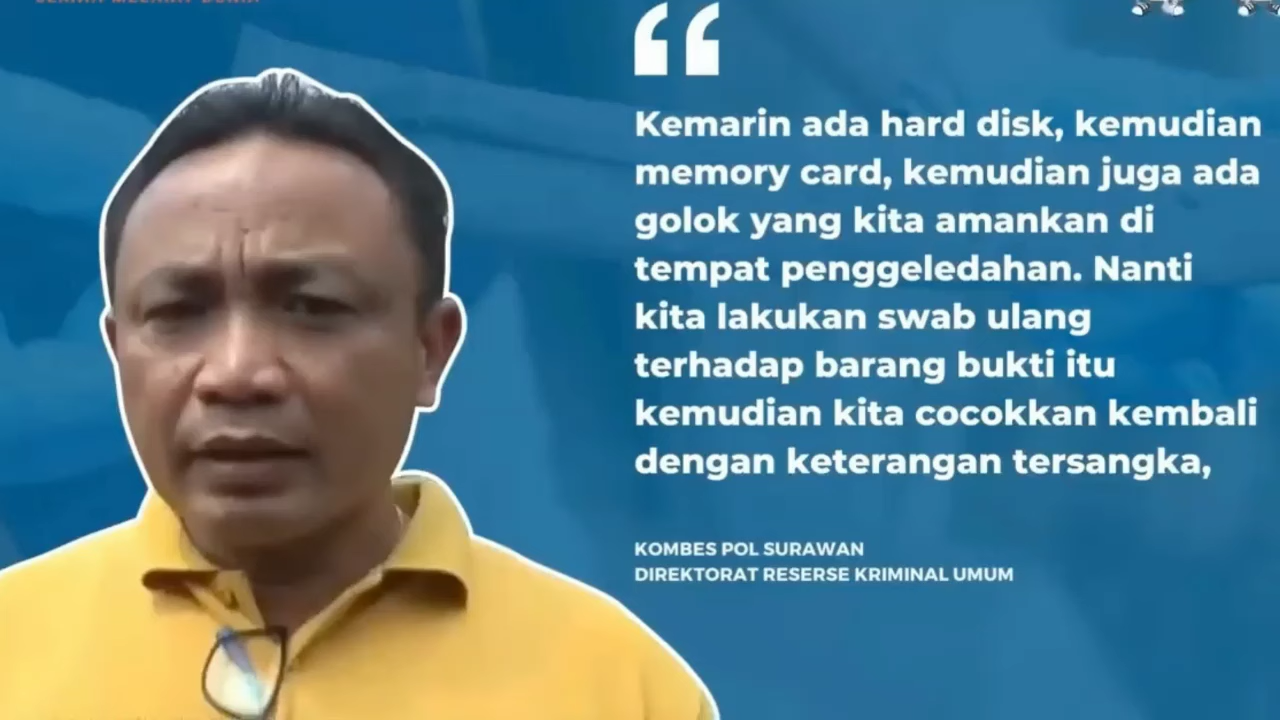 “
Kemarin ada hard disk, kemudian
memory card, kemudian juga ada
golok yang kita amankan di
tempat penggeledahan. Nanti
kita lakukan swab ulang
terhadap barang bukti itu
kemudian kita cocokkan kembali
dengan keterangan tersangka,
KOMBES POL SURAWAN
DIREKTORAT RESERSE KRIMINAL UMUM